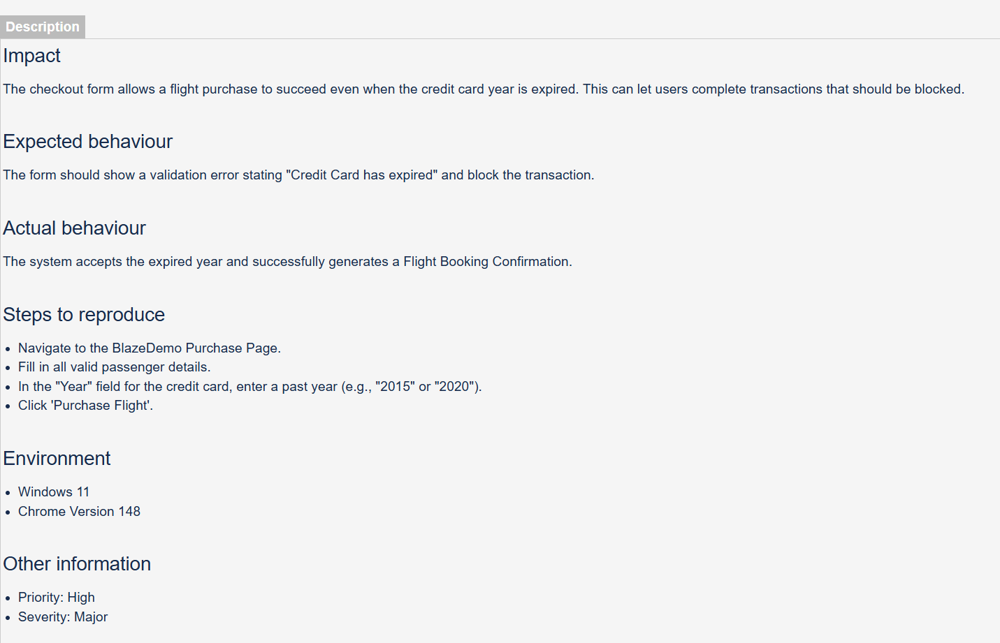 Description
Impact
The checkout form allows a flight purchase to succeed even when the credit card year is expired. This can let users complete transactions that should be blocked.
Expected behaviour
The form should show a validation error stating "Credit Card has expired" and block the transaction.
Actual behaviour
The system accepts the expired year and successfully generates a Flight Booking Confirmation.
Steps to reproduce
• Navigate to the BlazeDemo Purchase Page.
• Fill in all valid passenger details.
• In the "Year" field for the credit card, enter a past year (e.g., "2015" or "2020").
• Click 'Purchase Flight'.
Environment
• Windows 11
• Chrome Version 148
Other information
• Priority: High
• Severity: Major